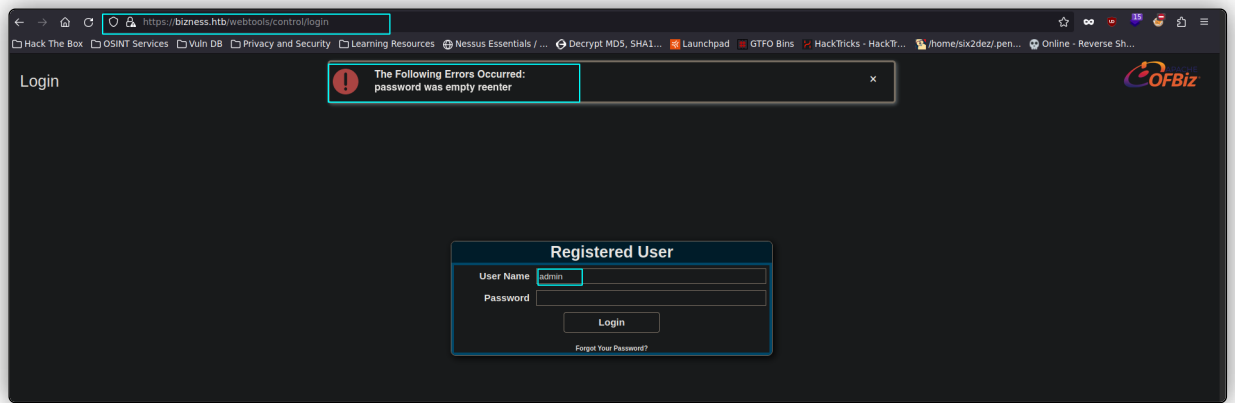 https://bizness.htb/webtools/control/login
15
Hack The Box OSINT Services Vuln DB Privacy and Security Learning Resources Nessus Essentials / ... Decrypt MD5, SHA1... Launchpad GTFO Bins HackTricks - HackTr... /home/six2dez/.pen... Online - Reverse Sh...
Login
The Following Errors Occurred:
password was empty reenter
×
OFBiz
Registered User
User Name admin
Password
Login
Forgot Your Password?